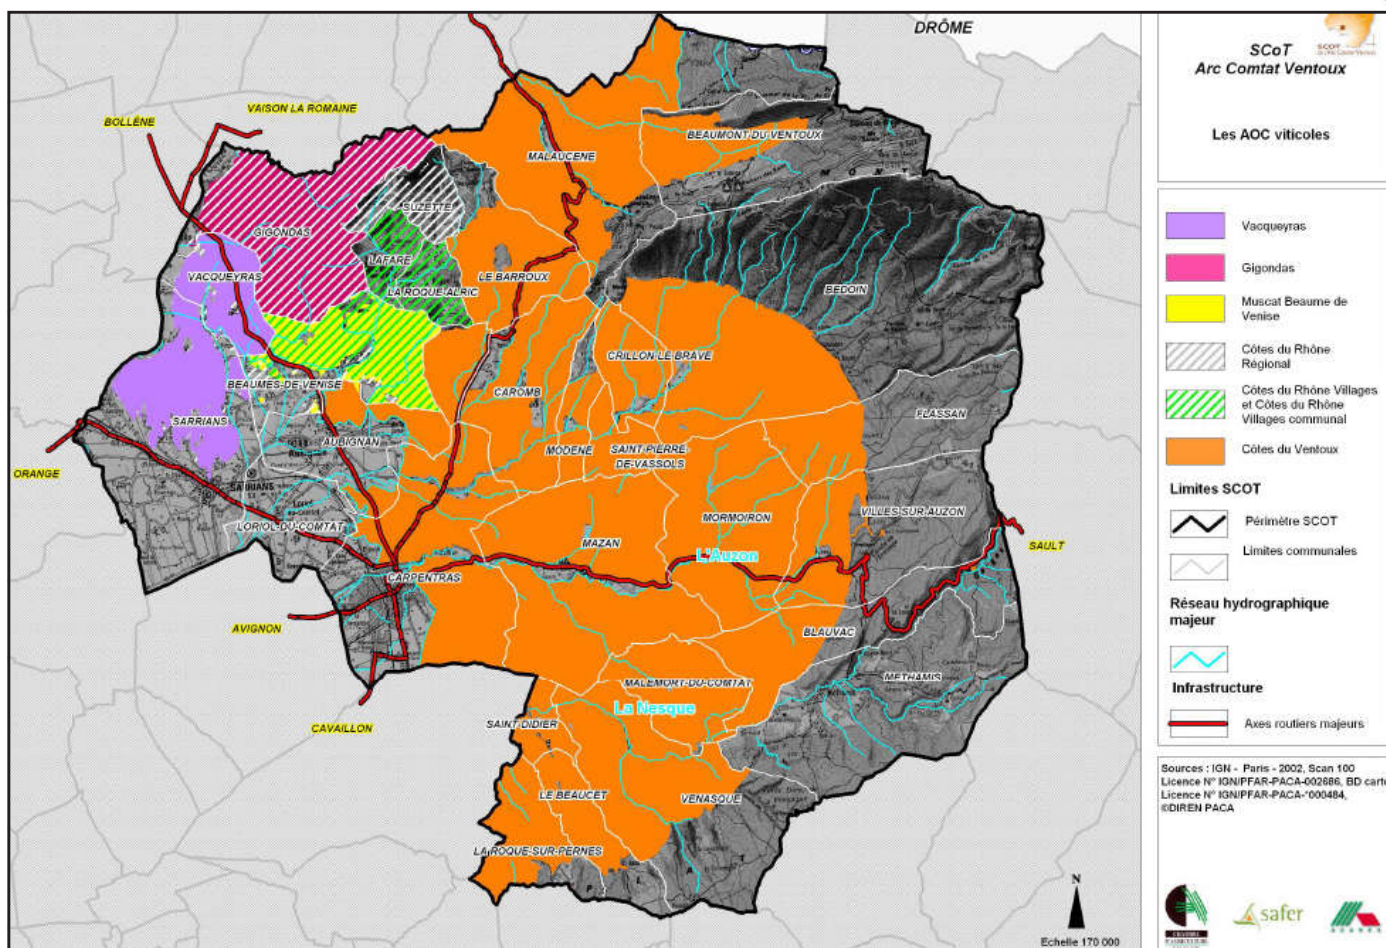 DRÔME
VAISON LA ROMAINE
BOLLÈNE
BEAUMONT-DU-VENTOUX
MALAUCENE
SUZETTE
GIGONDAS
LAFARE
VACQUEYRAS
LE BARROUX
LA ROQUE-ALRIC
BEDOIN
CRILLON-LE-BRAVE
BEAUMES-DE-VENISE
CAROMB
FLASSAN
SARRIANS
AUBIGNAN
MODENE
SAINT-PIERRE-
DE-VASSOLS
ORANGE
SARRIANS
LORIOL-DU-COMTAT
MORMOIRON
VILLES-SUR-AUZON
MAZAN
L'Auzon
SAULT
CARPENTRAS
AVIGNON
BLAUVAC
MALEMORT-DU-COMTAT
METHAMIS
La Nesque
SAINT DIDIER
CAVAILLON
LE BEAUCET
VENASQUE
LA ROQUE-SUR-PERNES
N
Echelle 170 000
SCOT
SCoT
Arc Comtat Ventoux
Les AOC viticoles
Vacqueyras
Gigondas
Muscat Beaume de
Venise
Côtes du Rhône
Régional
Côtes du Rhône Villages
et Côtes du Rhône
Villages communal
Côtes du Ventoux
Limites SCOT
Périmètre SCOT
Limites communales
Réseau hydrographique
majeur
Infrastructure
Axes routiers majeurs
Sources : IGN - Paris - 2002, Scan 100
Licence N° IGN/PFAR-PACA-002686, BD carto
Licence N° IGN/PFAR-PACA-°000484,
©DIREN PACA
safer